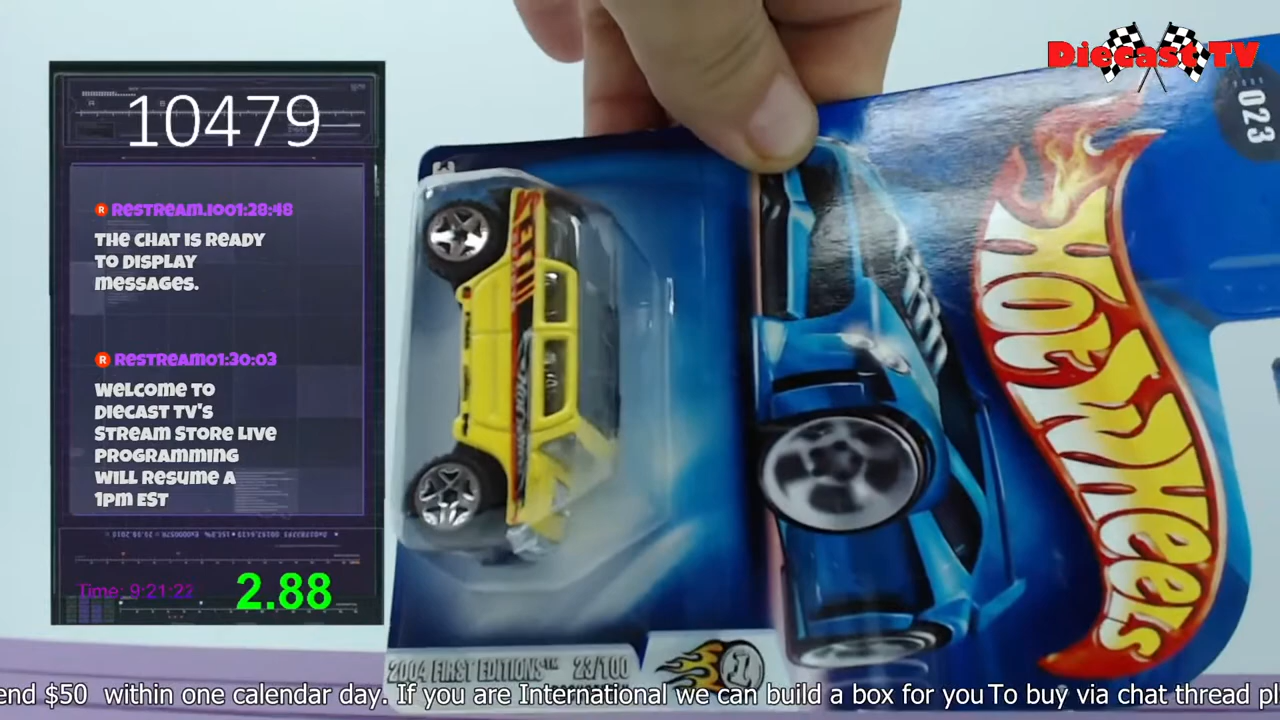 Diecast TV
023
10479
Restream.io01:28:48
The chat is ready
to display
messages.
Restream01:30:03
Welcome to
Diecast TV's
Stream Store Live
programming
will resume a
1pm EST
Time: 9:21:22
2.88
HOT WHEELS
2004 FIRST EDITIONS™ 23/100
end $50 within one calendar day. If you are International we can build a box for you To buy via chat thread pl